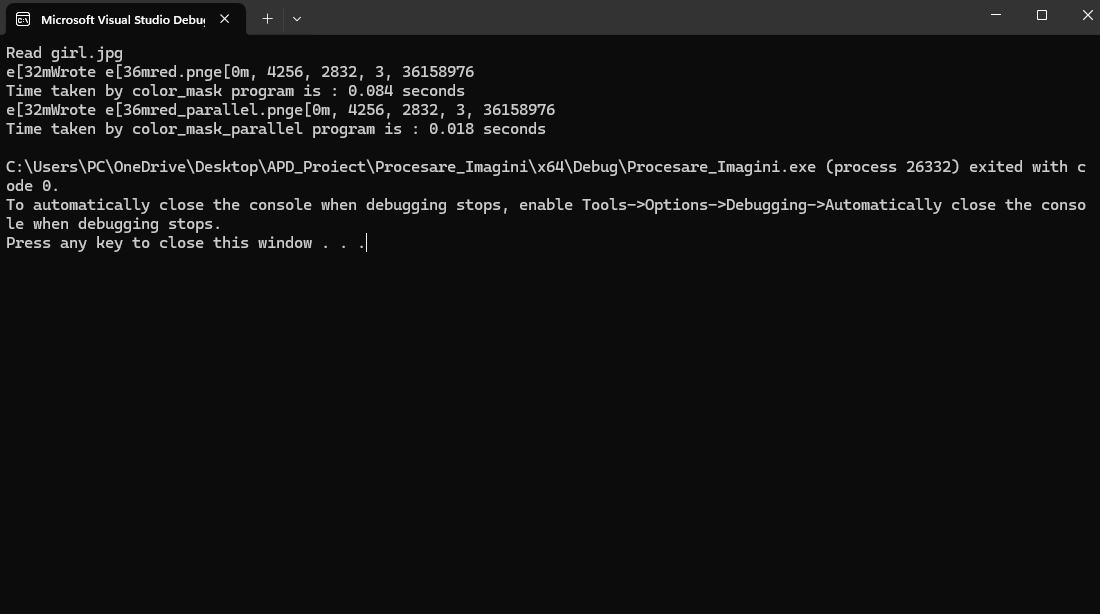 Microsoft Visual Studio Debu
Read girl.jpg
e[32mWrote e[36mred.pnge[0m, 4256, 2832, 3, 36158976
Time taken by color_mask program is : 0.084 seconds
e[32mWrote e[36mred_parallel.pnge[0m, 4256, 2832, 3, 36158976
Time taken by color_mask_parallel program is : 0.018 seconds
C:\Users\PC\OneDrive\Desktop\APD_Proiect\Procesare_Imagini\x64\Debug\Procesare_Imagini.exe (process 26332) exited with c
ode 0.
To automatically close the console when debugging stops, enable Tools->Options->Debugging->Automatically close the conso
le when debugging stops.
Press any key to close this window . . .